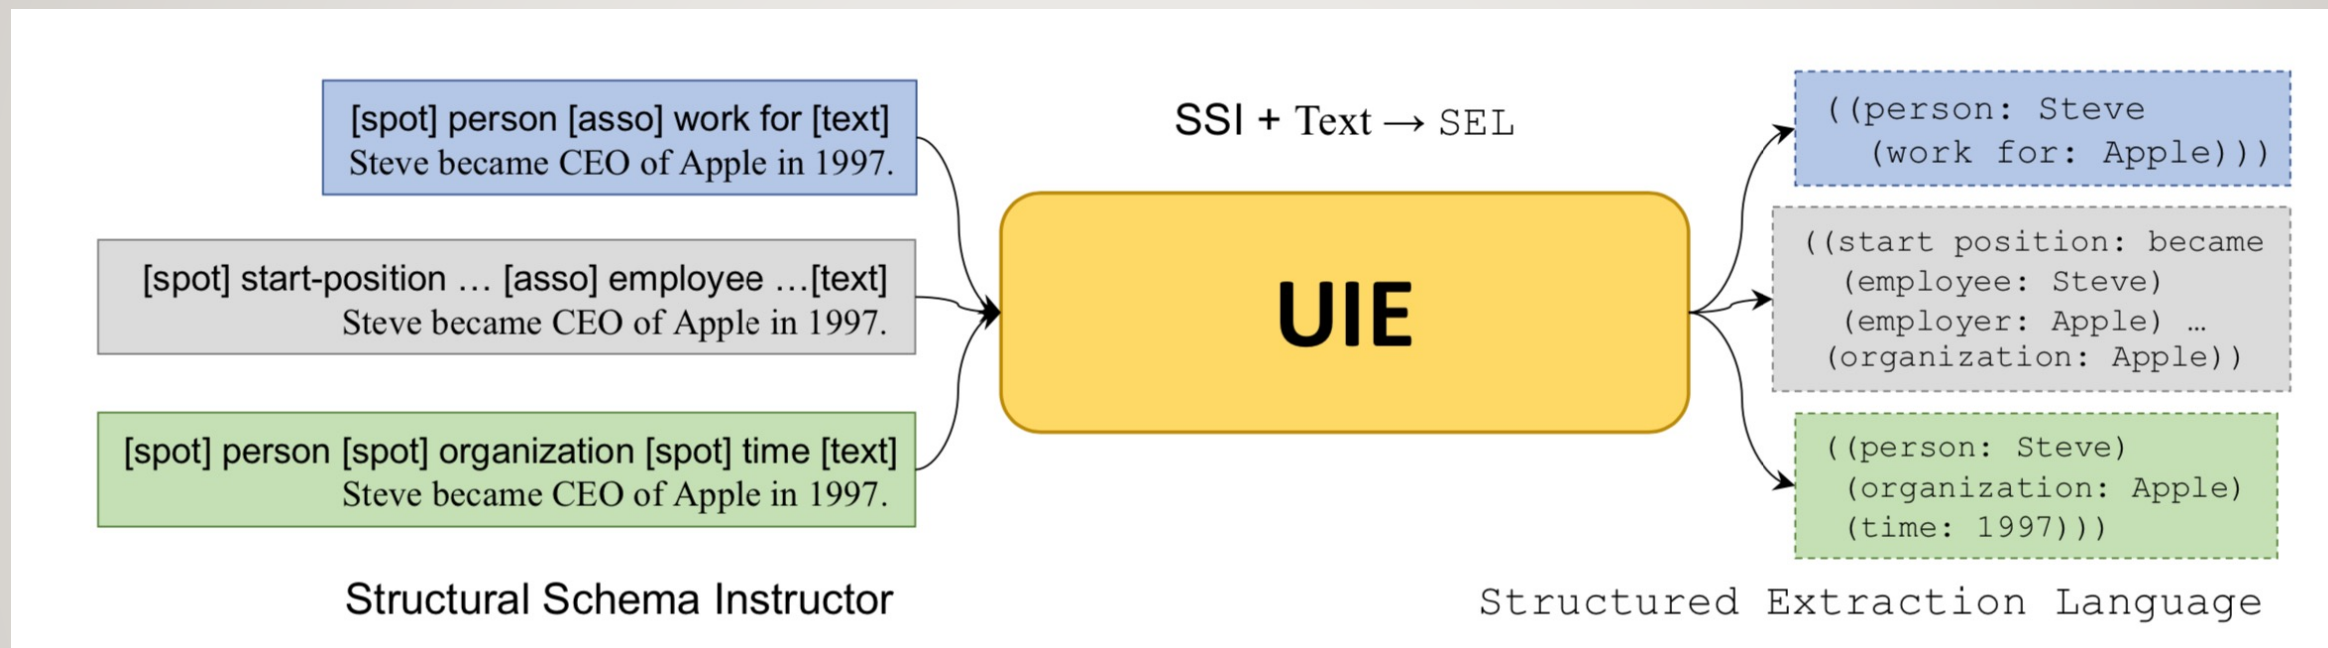 [spot] person [asso] work for [text]
Steve became CEO of Apple in 1997.
[spot] start-position … [asso] employee …[text]
Steve became CEO of Apple in 1997.
[spot] person [spot] organization [spot] time [text]
Steve became CEO of Apple in 1997.
Structural Schema Instructor
SSI + Text → SEL
UIE
((person: Steve
(work for: Apple)))
((start position: became
(employee: Steve)
(employer: Apple) …
(organization: Apple))
((person: Steve)
(organization: Apple)
(time: 1997)))
Structured Extraction Language